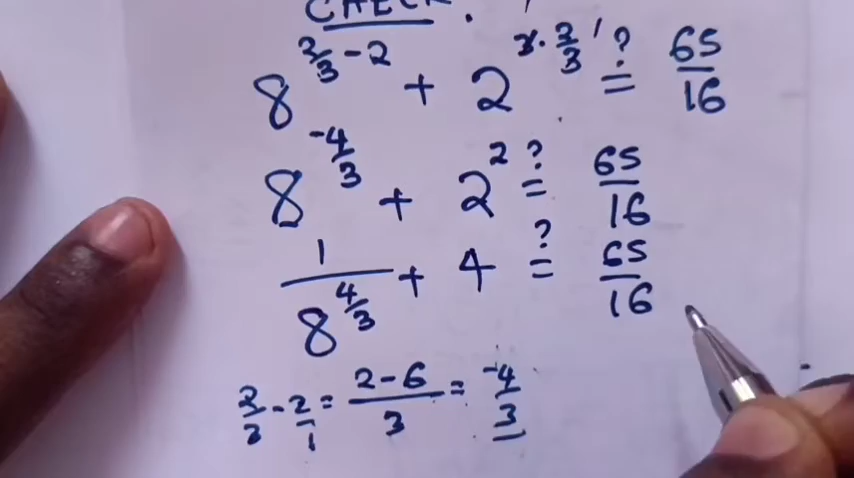 CHECK.
8^(2/3 - 2) + 2^(3 · 2/3) ?= 65/16
8^(-4/3) + 2^2 ?= 65/16
1/8^(4/3) + 4 ?= 65/16
2/3 - 2/1 = (2 - 6)/3 = -4/3